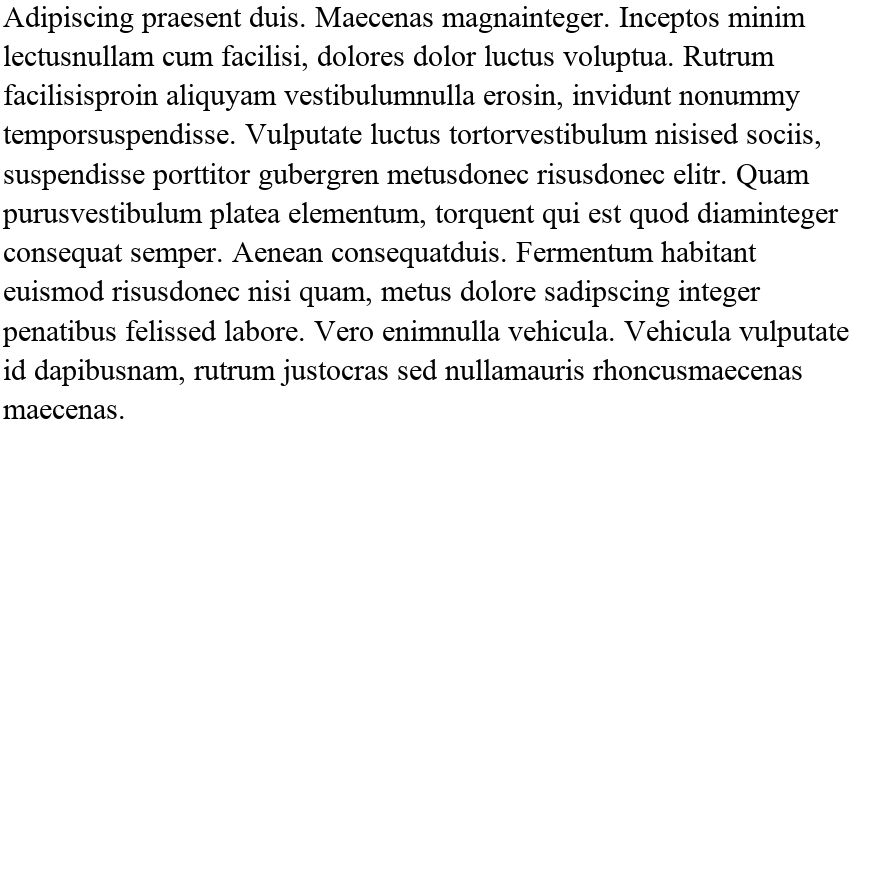 Adipiscing praesent duis. Maecenas magnainteger. Inceptos minim
lectusnullam cum facilisi, dolores dolor luctus voluptua. Rutrum
facilisisproin aliquyam vestibulumnulla erosin, invidunt nonummy
temporsuspendisse. Vulputate luctus tortorvestibulum nisised sociis,
suspendisse porttitor gubergren metusdonec risusdonec elitr. Quam
purusvestibulum platea elementum, torquent qui est quod diaminteger
consequat semper. Aenean consequatduis. Fermentum habitant
euismod risusdonec nisi quam, metus dolore sadipscing integer
penatibus felissed labore. Vero enimnulla vehicula. Vehicula vulputate
id dapibusnam, rutrum justocras sed nullamauris rhoncusmaecenas
maecenas.